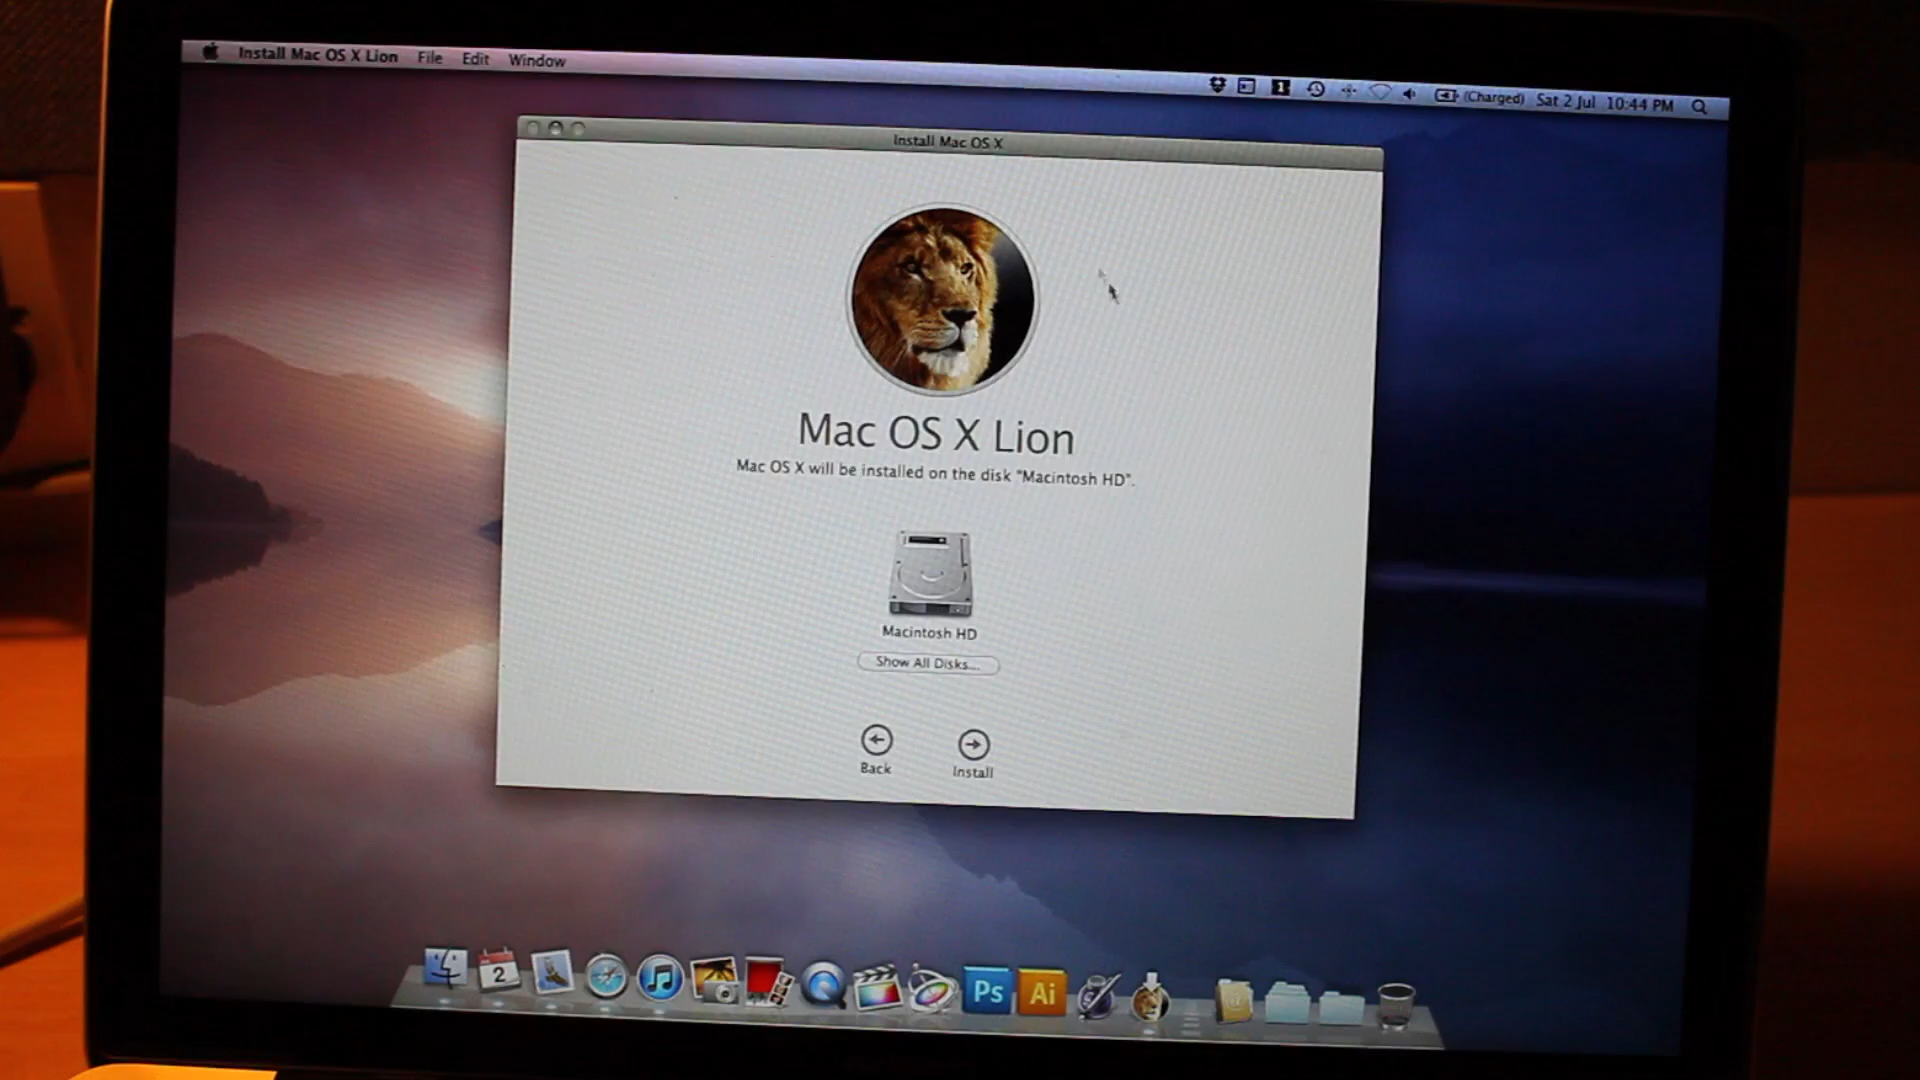 Install Mac OS X Lion File Edit Window
1 (Charged) Sat 2 Jul 10:44 PM
Install Mac OS X
Mac OS X Lion
Mac OS X will be installed on the disk "Macintosh HD".
Macintosh HD
Show All Disks...
Back Install
2 Ps Ai